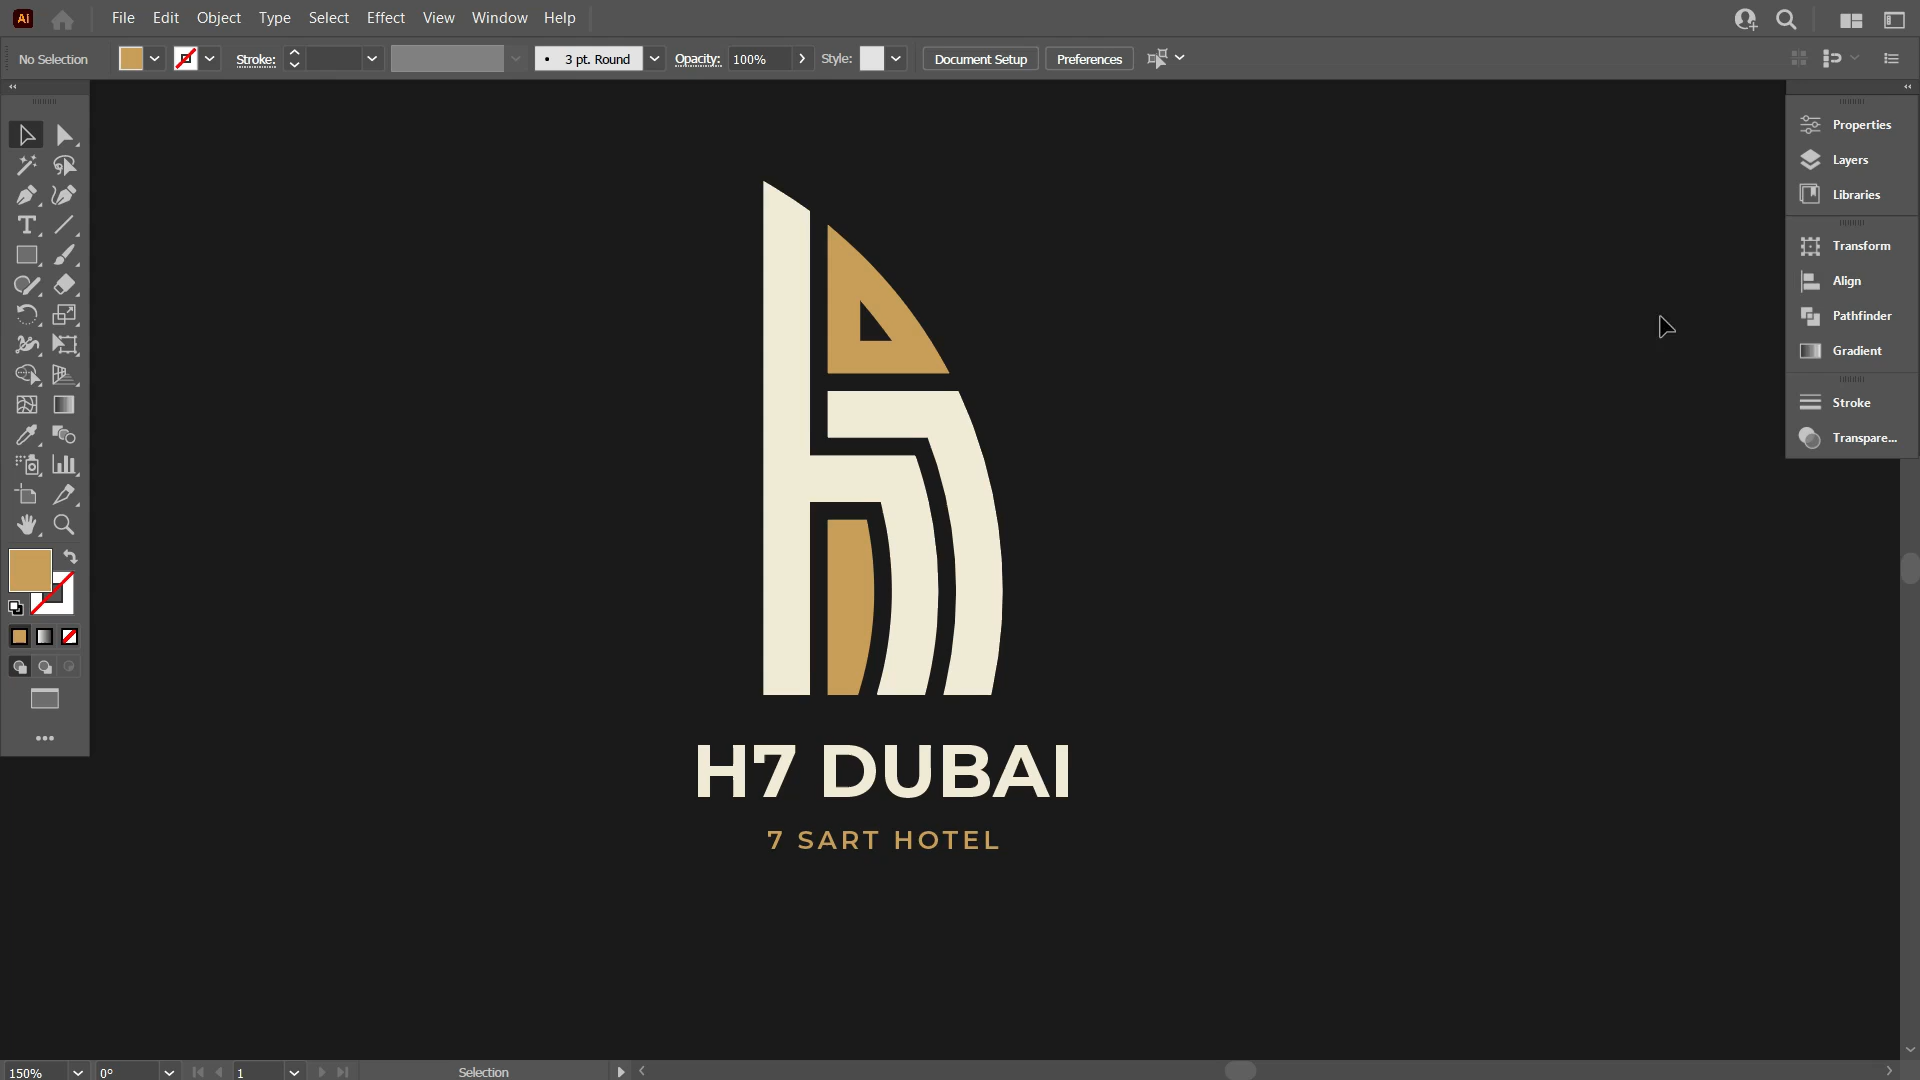 Ai File Edit Object Type Select Effect View Window Help
No Selection Stroke: 3 pt. Round Opacity: 100% Style: Document Setup Preferences
Properties
Layers
Libraries
Transform
Align
Pathfinder
Gradient
Stroke
Transpare...
H7 DUBAI
7 SART HOTEL
150% 0° 1 Selection